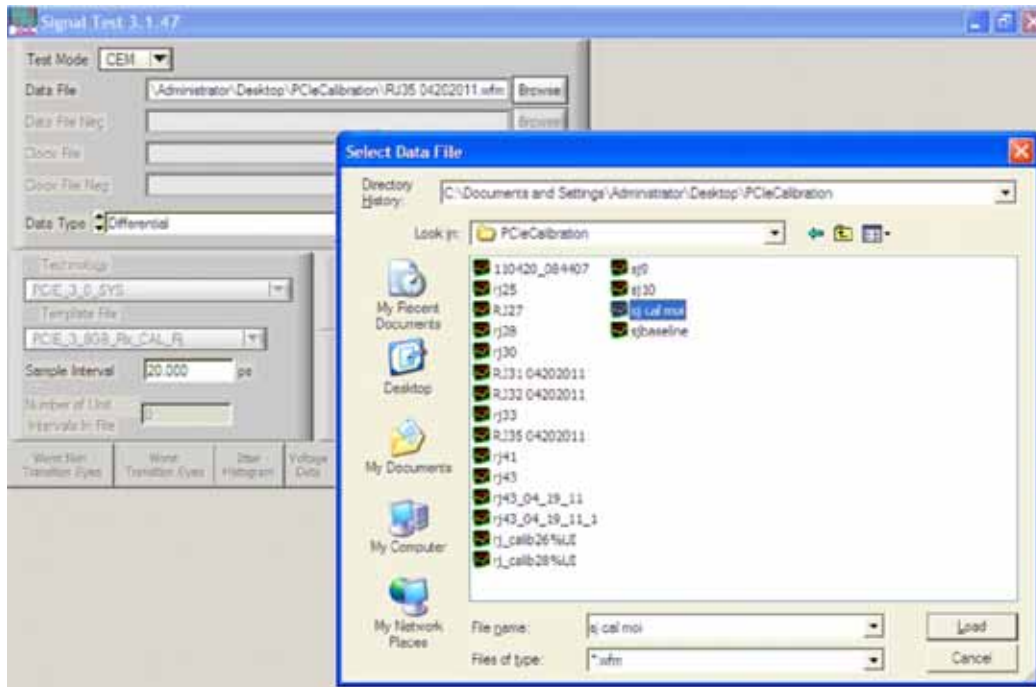 Signal Test 3.1.47
Test Mode CEM
Data File \Administrator\Desktop\PCIeCalibration\RJ35 04202011.wfm Browse
Data File Neg Browse
Clock File
Clock File Neg
Data Type Differential
Technology
PCIE_3_0_SYS
Template File
PCIE_3_8GB_Rx_CAL_Rj
Sample Interval 20.000 ps
Number of Unit
Intervals In File 0
Worst Non
Transition Eyes
Worst
Transition Eyes
Jitter
Histogram
Voltage
Data
Select Data File
Directory
History: C:\Documents and Settings\Administrator\Desktop\PCIeCalibration
Look in: PCIeCalibration
My Recent
Documents
Desktop
My Documents
My Computer
My Network
Places
110420_084407
rj25
RJ27
rj28
rj30
RJ31 04202011
RJ32 04202011
rj33
RJ35 04202011
rj41
rj43
rj43_04_19_11
rj43_04_19_11_1
rj_calib26%UI
rj_calib28%UI
sj0
sj30
sj cal moi
sjbaseline
File name: sj cal moi Load
Files of type: *.wfm Cancel